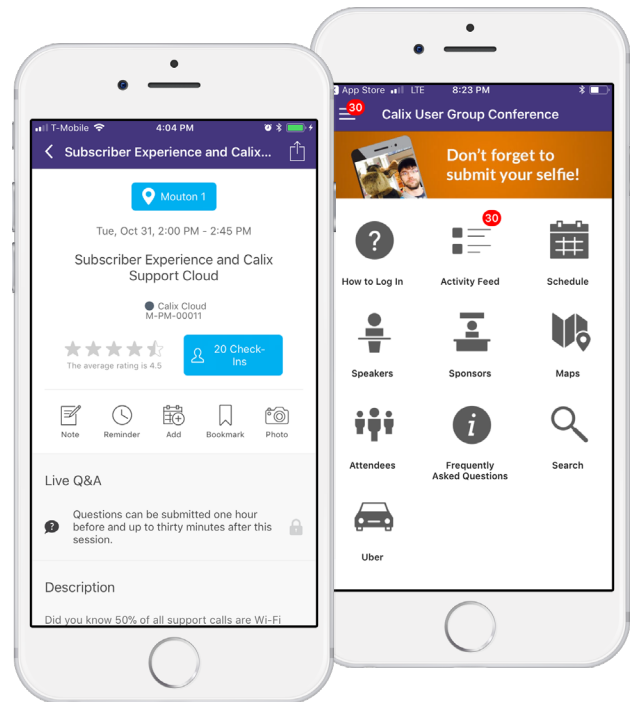 T-Mobile
4:04 PM
Subscriber Experience and Calix...
Mouton 1
Tue, Oct 31, 2:00 PM - 2:45 PM
Subscriber Experience and Calix
Support Cloud
Calix Cloud
M-PM-00011
The average rating is 4.5
20 Check-
Ins
Note
Reminder
Add
Bookmark
Photo
Live Q&A
Questions can be submitted one hour
before and up to thirty minutes after this
session.
Description
Did you know 50% of all support calls are Wi-Fi
App Store
LTE
8:23 PM
30
Calix User Group Conference
Don't forget to
submit your selfie!
How to Log In
30
Activity Feed
Schedule
Speakers
Sponsors
Maps
Attendees
Frequently
Asked Questions
Search
Uber